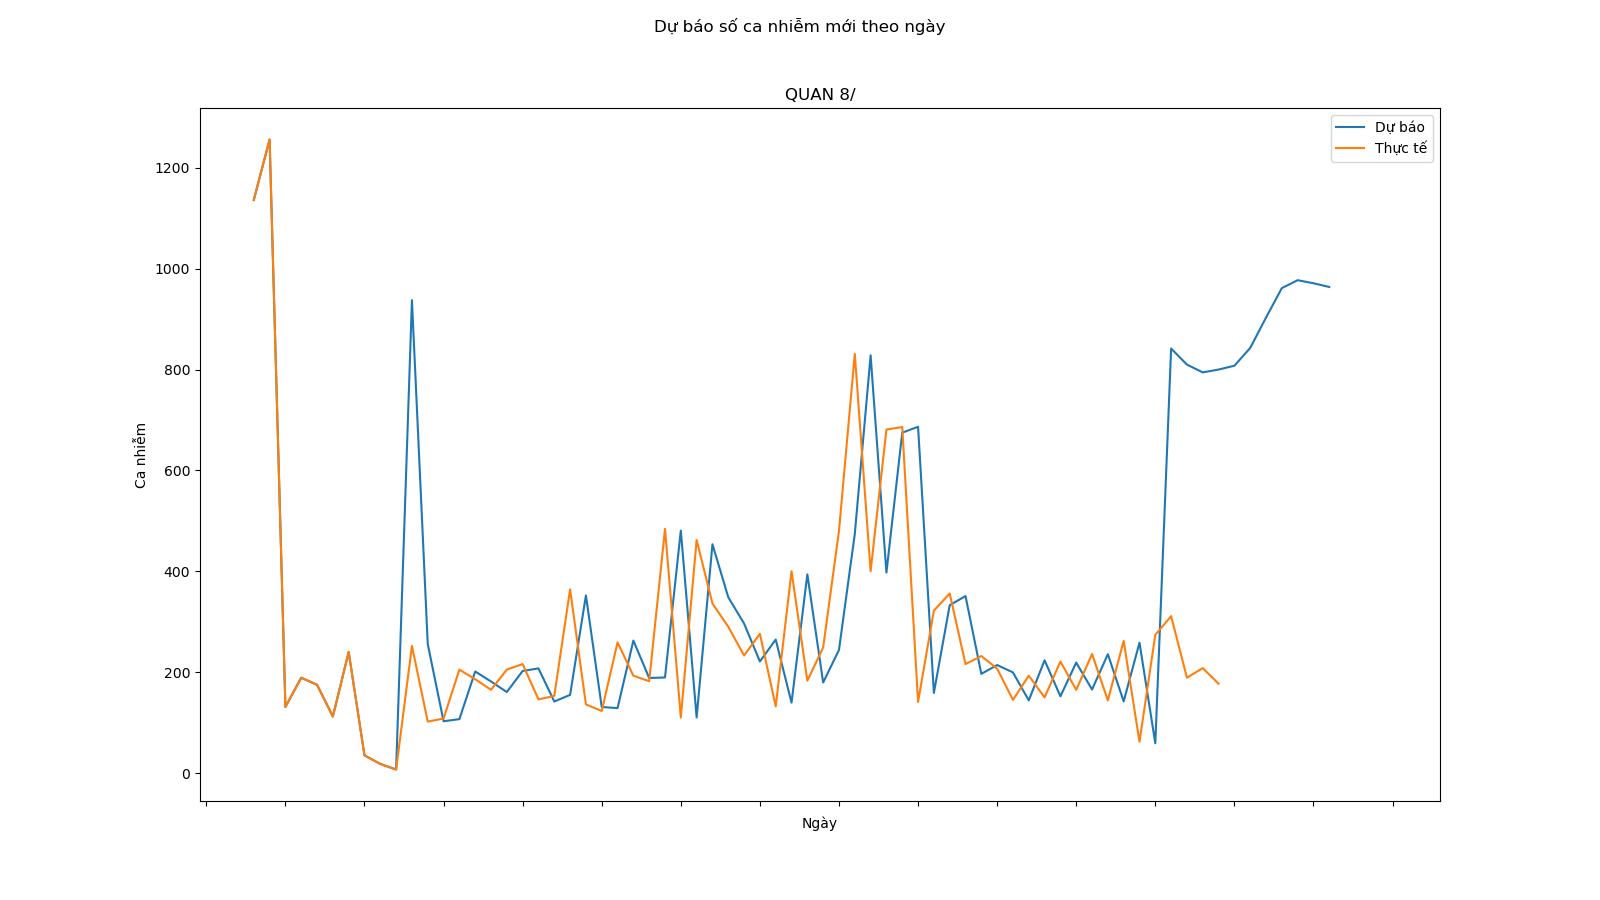 Dự báo số ca nhiễm mới theo ngày
QUAN 8/
Dự báo
Thực tế
1200
1000
800
600
400
200
0
Ca nhiễm
Ngày